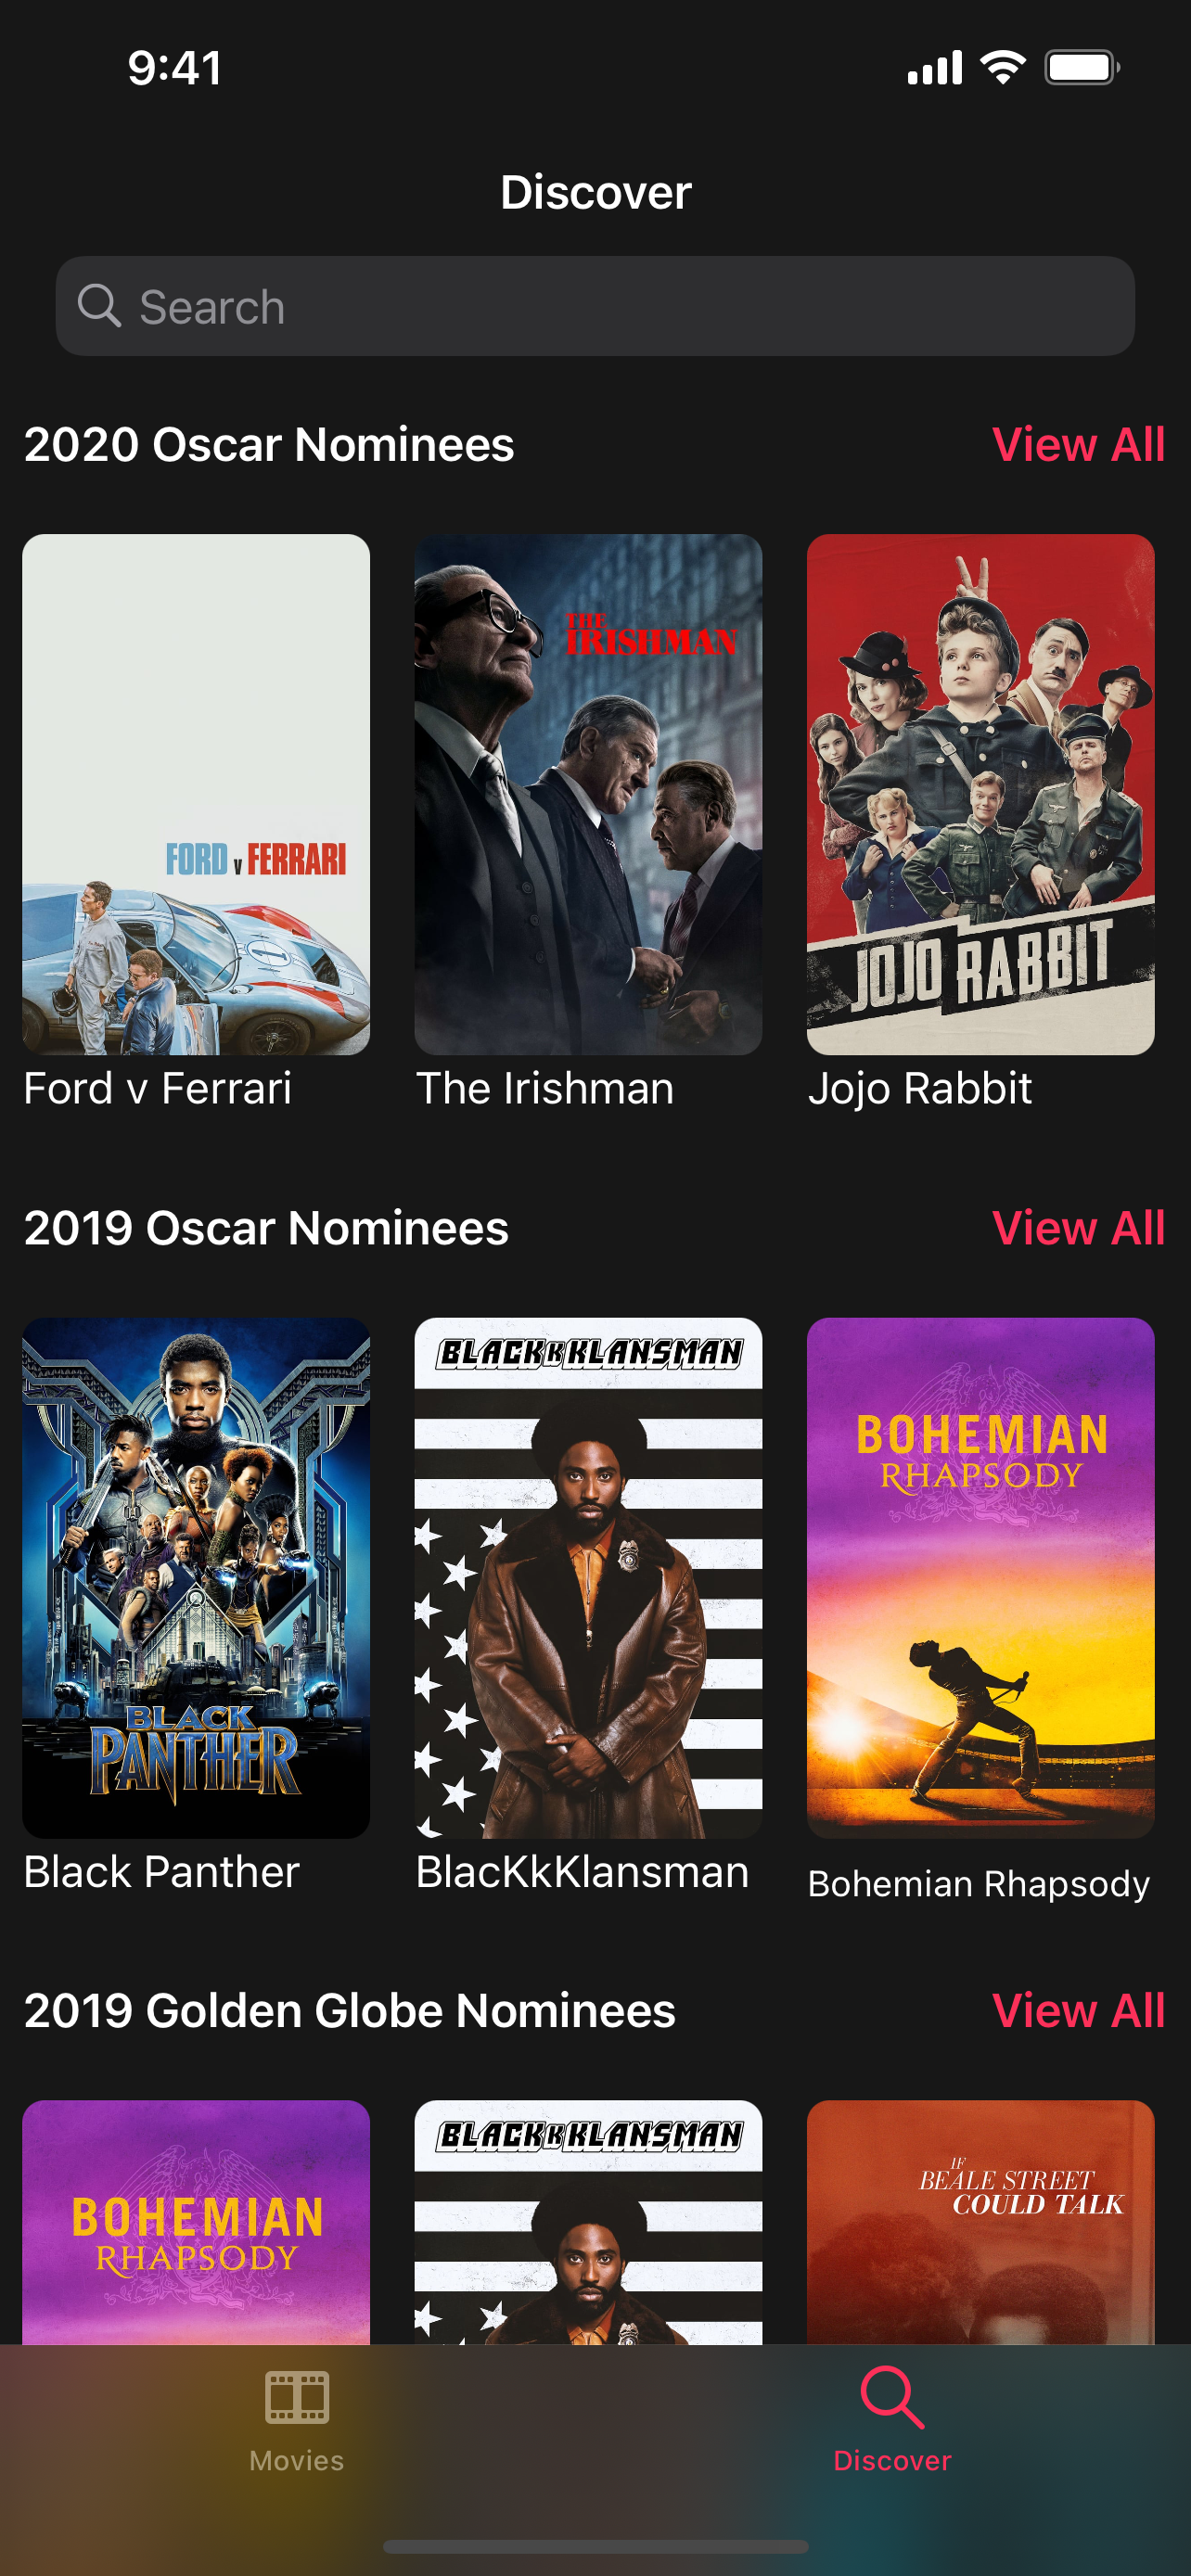 9:41
Discover
Search
2020 Oscar Nominees
View All
FORD v FERRARI
THE
IRISHMAN
JOJO RABBIT
Ford v Ferrari
The Irishman
Jojo Rabbit
2019 Oscar Nominees
View All
BLACK
PANTHER
BLACKKKLANSMAN
BOHEMIAN
RHAPSODY
Black Panther
BlacKkKlansman
Bohemian Rhapsody
2019 Golden Globe Nominees
View All
BOHEMIAN
RHAPSODY
BLACKKKLANSMAN
IF
BEALE STREET
COULD TALK
Movies
Discover